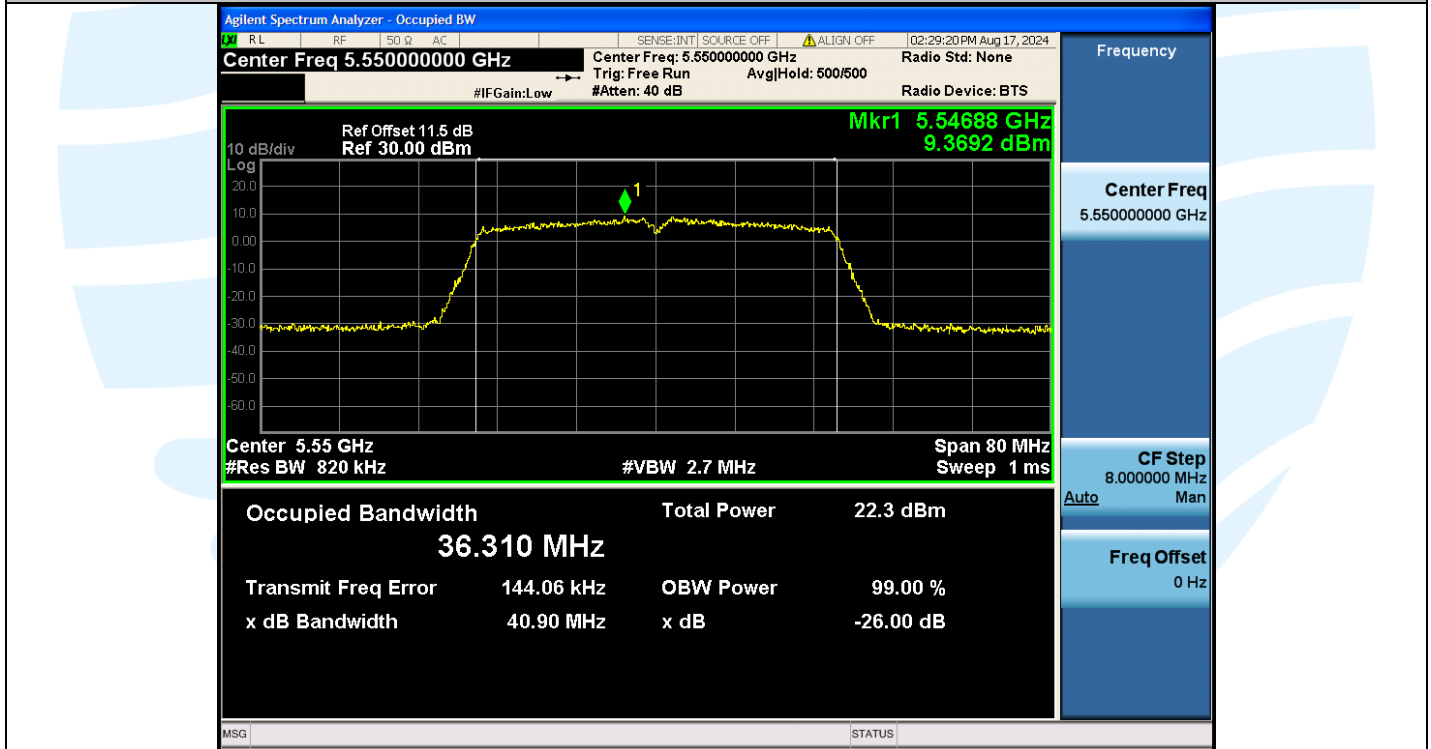 Agilent Spectrum Analyzer - Occupied BW
LXI RL RF 50 Ω AC SENSE:INT SOURCE OFF ALIGN OFF 02:29:20 PM Aug 17, 2024
Center Freq 5.550000000 GHz
Center Freq: 5.550000000 GHz Radio Std: None
Trig: Free Run Avg|Hold: 500/500
#IFGain:Low #Atten: 40 dB Radio Device: BTS
Mkr1 5.54688 GHz
9.3692 dBm
Ref Offset 11.5 dB
10 dB/div Ref 30.00 dBm
Log
20.0
1
10.0
0.00
-10.0
-20.0
-30.0
-40.0
-50.0
-60.0
Center 5.55 GHz Span 80 MHz
#Res BW 820 kHz #VBW 2.7 MHz Sweep 1 ms
Occupied Bandwidth Total Power 22.3 dBm
36.310 MHz
Transmit Freq Error 144.06 kHz OBW Power 99.00 %
x dB Bandwidth 40.90 MHz x dB -26.00 dB
MSG STATUS
Frequency
Center Freq
5.550000000 GHz
CF Step
8.000000 MHz
Auto Man
Freq Offset
0 Hz